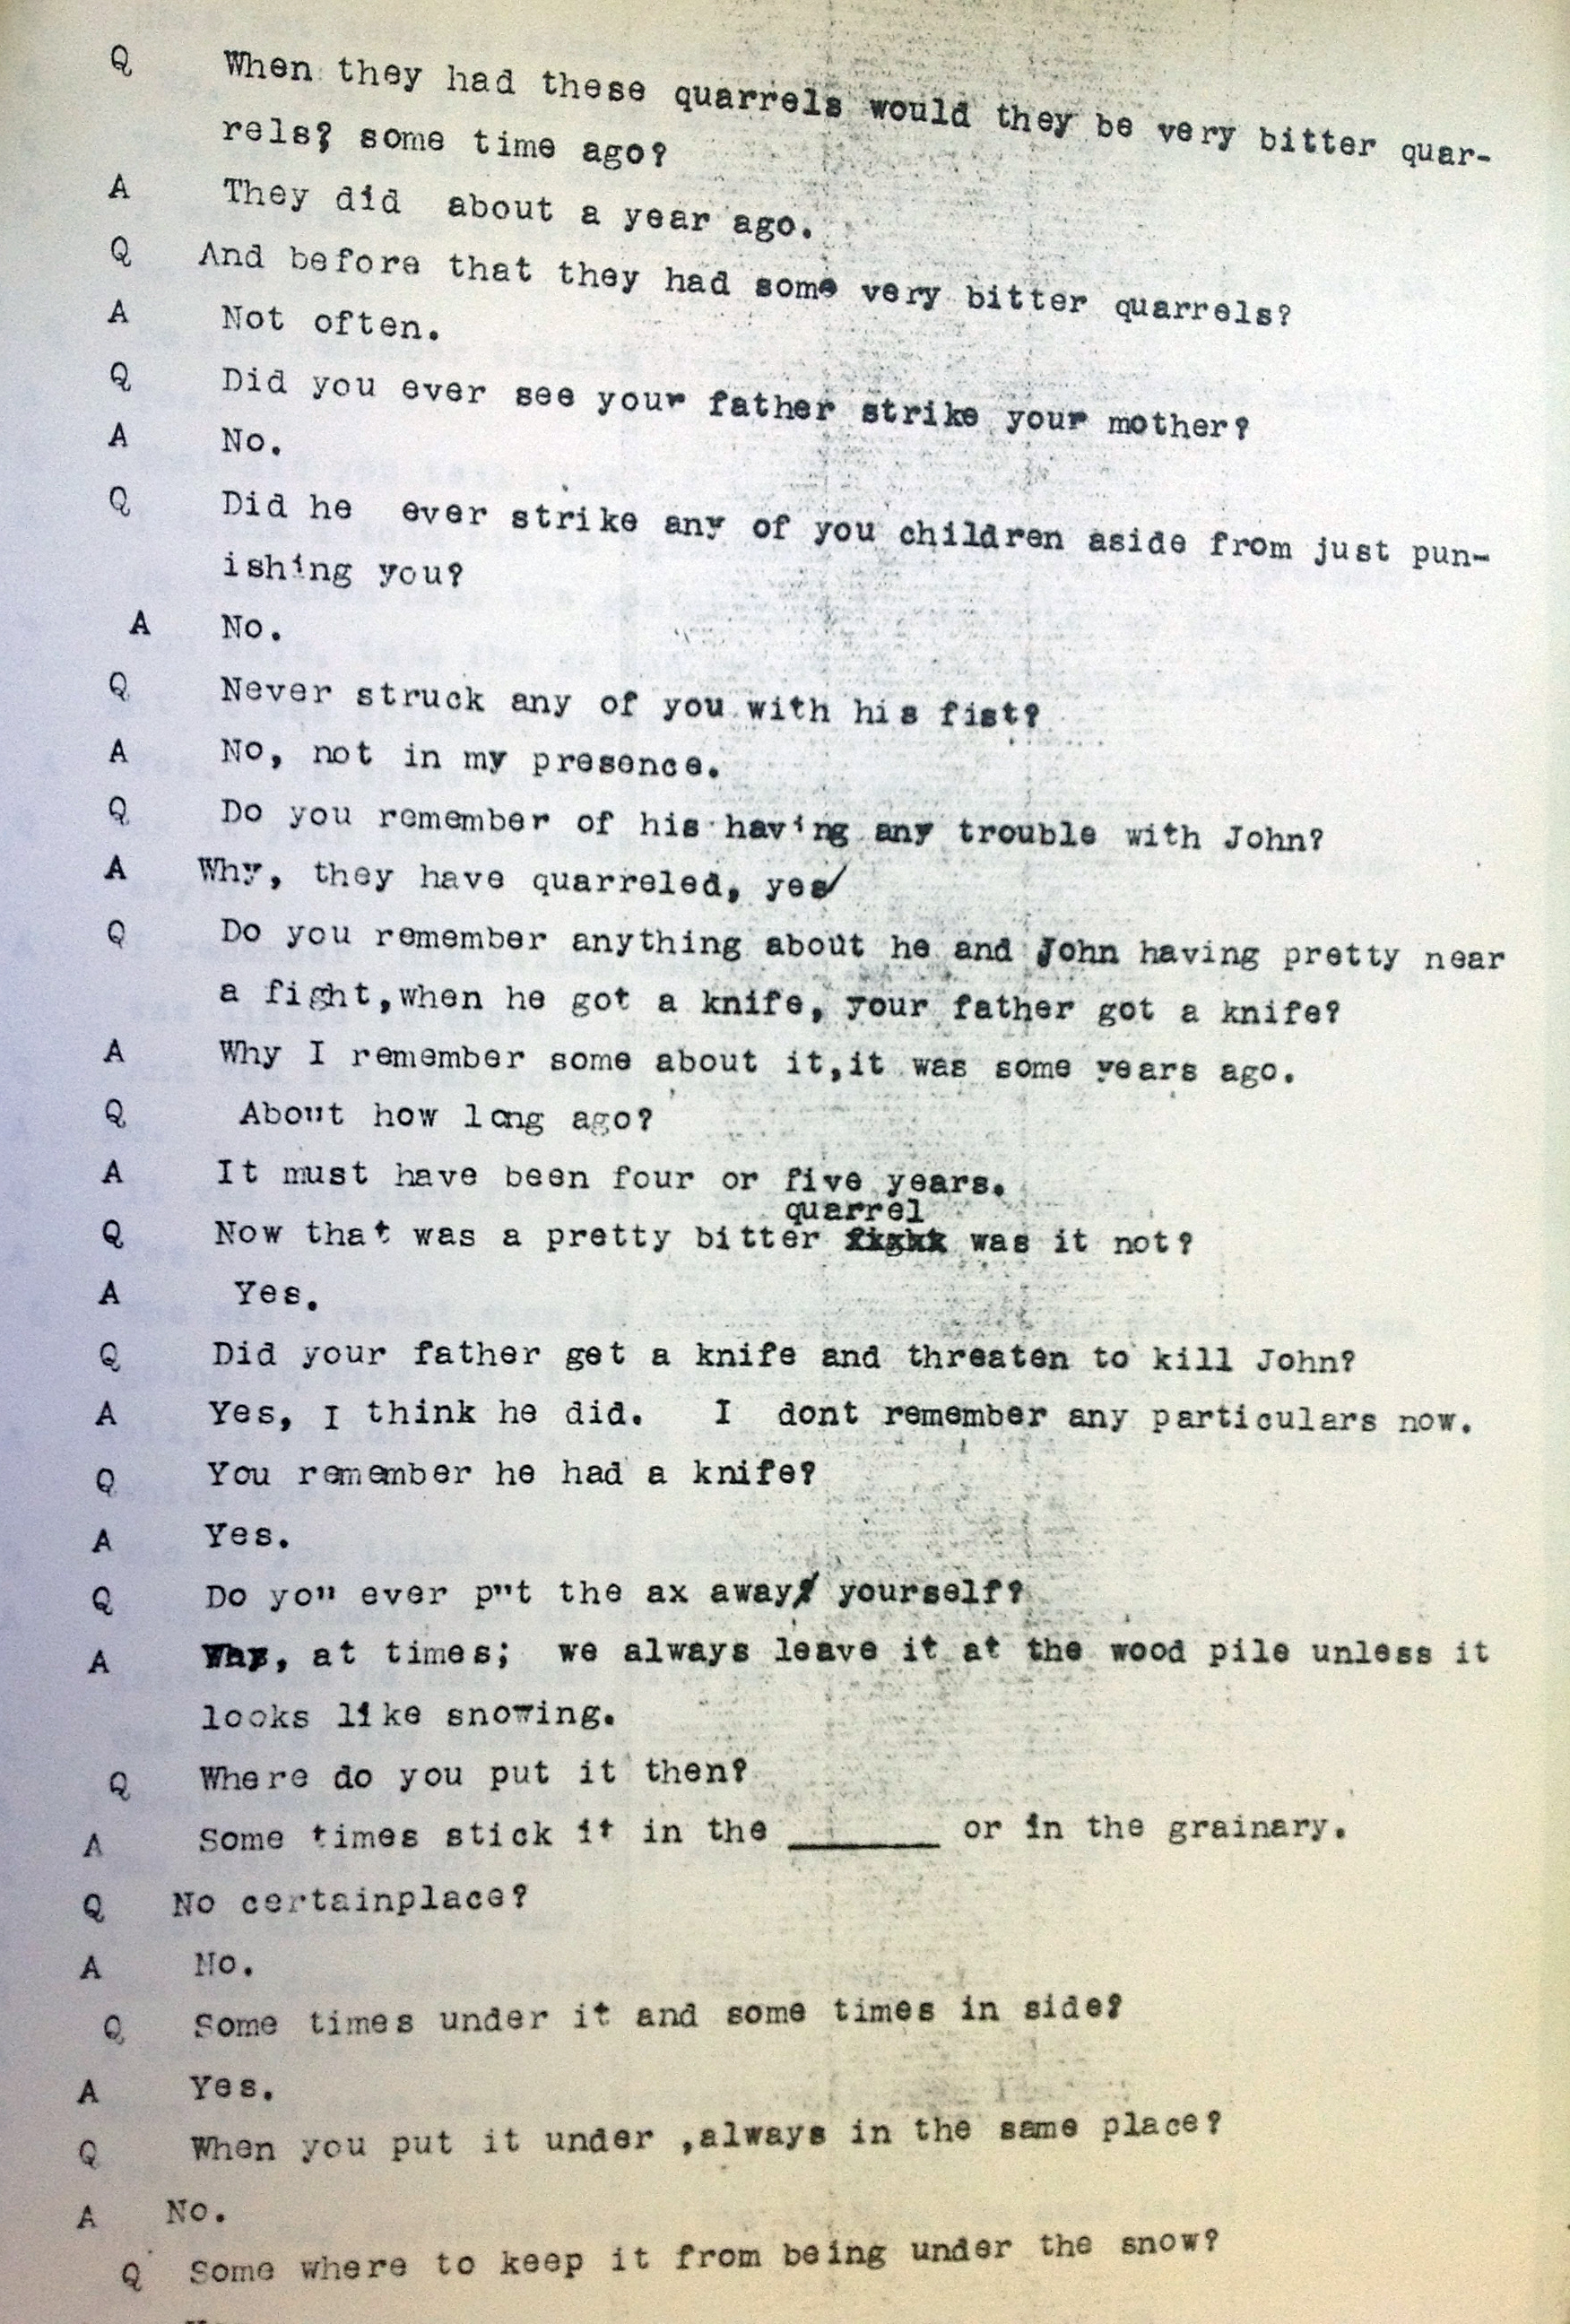 Q When they had these quarrels would they be very bitter quar-
rels? some time ago?
A They did about a year ago.
Q And before that they had some very bitter quarrels?
A Not often.
Q Did you ever see your father strike your mother?
A No.
Q Did he ever strike any of you children aside from just pun-
ishing you?
A No.
Q Never struck any of you with his fist?
A No, not in my presence.
Q Do you remember of his having any trouble with John?
A Why, they have quarreled, yes/
Q Do you remember anything about he and John having pretty near
a fight,when he got a knife, your father got a knife?
A Why I remember some about it,it was some years ago.
Q About how long ago?
A It must have been four or five years.
quarrel
Q Now that was a pretty bitter fight was it not?
A Yes.
Q Did your father get a knife and threaten to kill John?
A Yes, I think he did. I dont remember any particulars now.
Q You remember he had a knife?
A Yes.
Q Do you ever put the ax away yourself?
A Why, at times; we always leave it at the wood pile unless it
looks like snowing.
Q Where do you put it then?
A Some times stick it in the ______ or in the grainary.
Q No certainplace?
A No.
Q Some times under it and some times in side?
A Yes.
Q When you put it under ,always in the same place?
A No.
Q Some where to keep it from being under the snow?